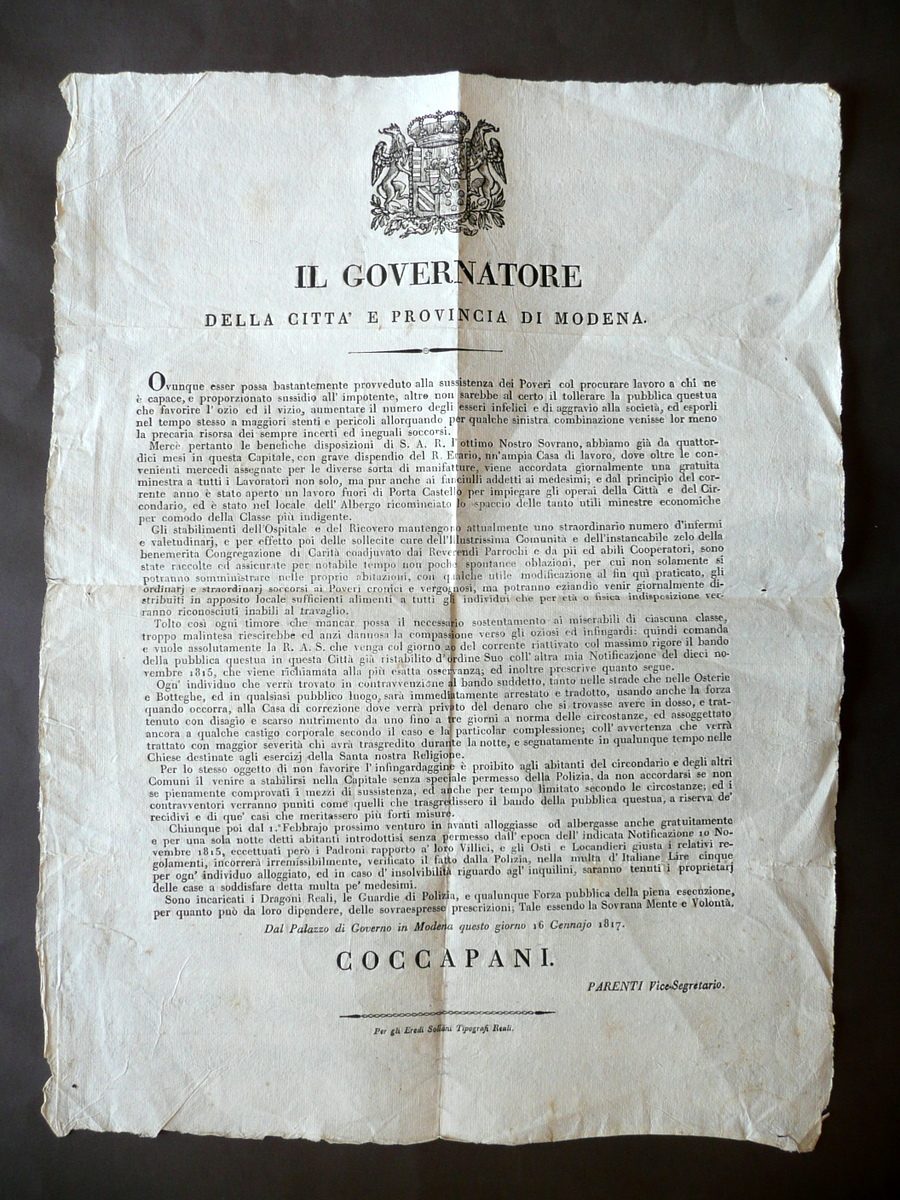 IL GOVERNATORE
DELLA CITTA' E PROVINCIA DI MODENA.
Ovunque esser possa bastantemente provveduto alla sussistenza dei Poveri col procurare lavoro a chi ne
è capace, e proporzionato sussidio all' impotente, altro non sarebbe al certo il tollerare la pubblica questua
che favorire l' ozio ed il vizio, aumentare il numero degli esseri infelici e di aggravio alla società, ed esporli
nel tempo stesso a maggiori stenti e pericoli allorquando per qualche sinistra combinazione venisse lor meno
la precaria risorsa dei sempre incerti ed ineguali soccorsi.
Mercè pertanto le benefiche disposizioni di S. A. R. l'ottimo Nostro Sovrano, abbiamo già da quattor-
dici mesi in questa Capitale, con grave dispendio del R. Erario, un'ampia Casa di lavoro, dove oltre le con-
venienti mercedi assegnate per le diverse sorta di manifatture, viene accordata giornalmente una gratuita
minestra a tutti i Lavoratori non solo, ma pur anche ai fanciulli addetti ai medesimi; e dal principio del cor-
rente anno è stato aperto un lavoro fuori di Porta Castello per impiegare gli operai della Città e del Cir-
condario, ed è stato nel locale dell' Albergo ricominciato lo spaccio delle tanto utili minestre economiche
per comodo della Classe più indigente.
Gli stabilimenti dell'Ospitale e del Ricovero mantengono attualmente uno straordinario numero d'infermi
e valetudinarj, e per effetto poi delle sollecite cure dell'Illustrissima Comunità e dell'instancabile zelo della
benemerita Congregazione di Carità coadjuvato dai Reverendi Parrochi e da pii ed abili Cooperatori, sono
state raccolte ed assicurate per notabile tempo non poche spontanee oblazioni, per cui non solamente si
potranno somministrare nelle proprie abitazioni, con qualche utile modificazione al fin quì praticato, gli
ordinarj e straordinarj soccorsi ai Poveri cronici e vergognosi, ma potranno eziandio venir giornalmente di-
stribuiti in apposito locale sufficienti alimenti a tutti gli individui che per età o fisica indisposizione ver-
ranno riconosciuti inabili al travaglio.
Tolto così ogni timore che mancar possa il necessario sostentamento ai miserabili di ciascuna classe,
troppo malintesa riescirebbe ed anzi dannosa la compassione verso gli oziosi ed infingardi: quindi comanda
e vuole assolutamente la R. A. S. che venga col giorno 20 del corrente riattivato col massimo rigore il bando
della pubblica questua in questa Città già ristabilito d'ordine Suo coll' altra mia Notificazione del dieci no-
vembre 1815, che viene richiamata alla più esatta osservanza; ed inoltre prescrive quanto segue.
Ogn' individuo che verrà trovato in contravvenzione al bando suddetto, tanto nelle strade che nelle Osterie
e Botteghe, ed in qualsiasi pubblico luogo, sarà immediatamente arrestato e tradotto, usando anche la forza
quando occorra, alla Casa di correzione dove verrà privato del denaro che si trovasse avere in dosso, e trat-
tenuto con disagio e scarso nutrimento da uno fino a tre giorni a norma delle circostanze, ed assoggettato
ancora a qualche castigo corporale secondo il caso e la particolar complessione; coll' avvertenza che verrà
trattato con maggior severità chi avrà trasgredito durante la notte, e segnatamente in qualunque tempo nelle
Chiese destinate agli esercizj della Santa nostra Religione.
Per lo stesso oggetto di non favorire l'infingardaggine è proibito agli abitanti del circondario e degli altri
Comuni il venire a stabilirsi nella Capitale senza speciale permesso della Polizia, da non accordarsi se non
se pienamente comprovati i mezzi di sussistenza, ed anche per tempo limitato secondo le circostanze; ed i
contravventori verranno puniti come quelli che trasgredissero il bando della pubblica questua, a riserva de'
recidivi e di que' casi che meritassero più forti misure.
Chiunque poi dal 1.° Febbrajo prossimo venturo in avanti alloggiasse od albergasse anche gratuitamente
e per una sola notte detti abitanti introdottisi senza permesso dall' epoca dell' indicata Notificazione 10 No-
vembre 1815, eccettuati però i Padroni rapporto a' loro Villici, e gli Osti e Locandieri giusta i relativi re-
golamenti, incorrerà irremissibilmente, verificato il fatto dalla Polizia, nella multa d' Italiane Lire cinque
per ogn' individuo alloggiato, ed in caso d' insolvibilità riguardo agl' inquilini, saranno tenuti i proprietarj
delle case a soddisfare detta multa pe' medesimi.
Sono incaricati i Dragoni Reali, le Guardie di Polizia, e qualunque Forza pubblica della piena esecuzione,
per quanto può da loro dipendere, delle sovraespresse prescrizioni; Tale essendo la Sovrana Mente e Volontà.
Dal Palazzo di Governo in Modena questo giorno 16 Gennajo 1817.
COCCAPANI.
PARENTI Vice-Segretario.
Per gli Eredi Soliani Tipografi Reali.